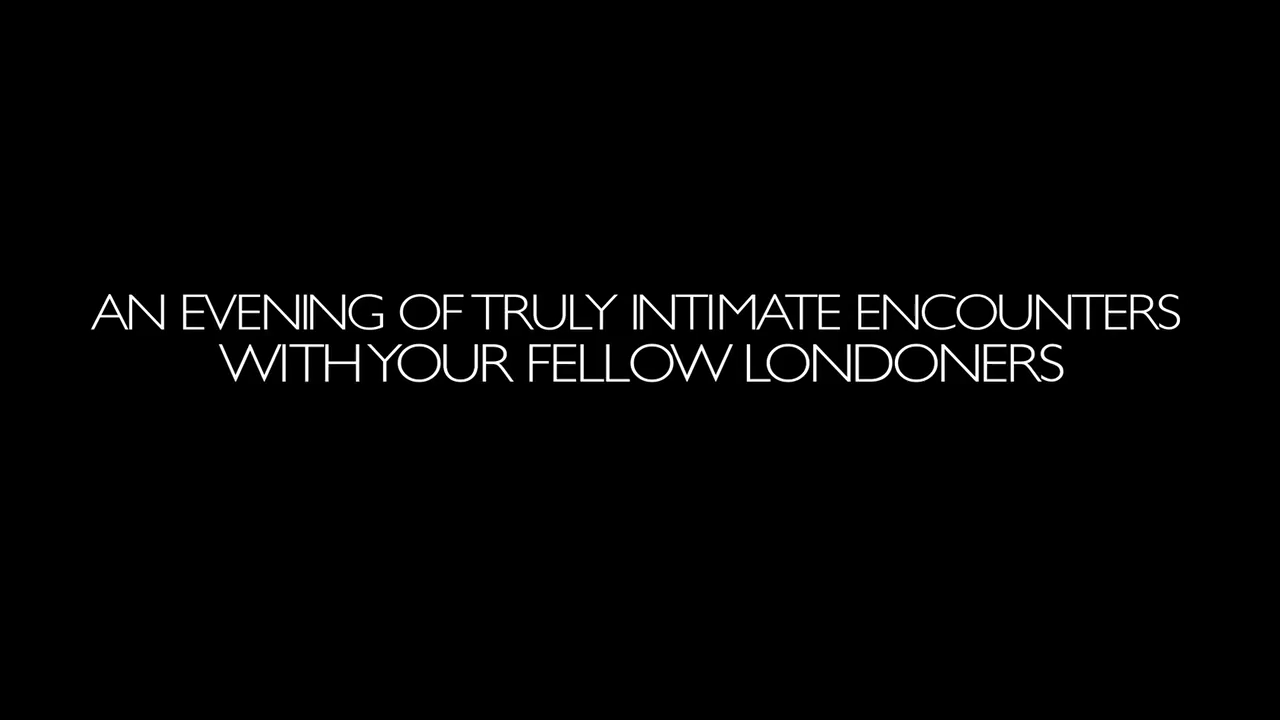 AN EVENING OF TRULY INTIMATE ENCOUNTERS
WITH YOUR FELLOW LONDONERS